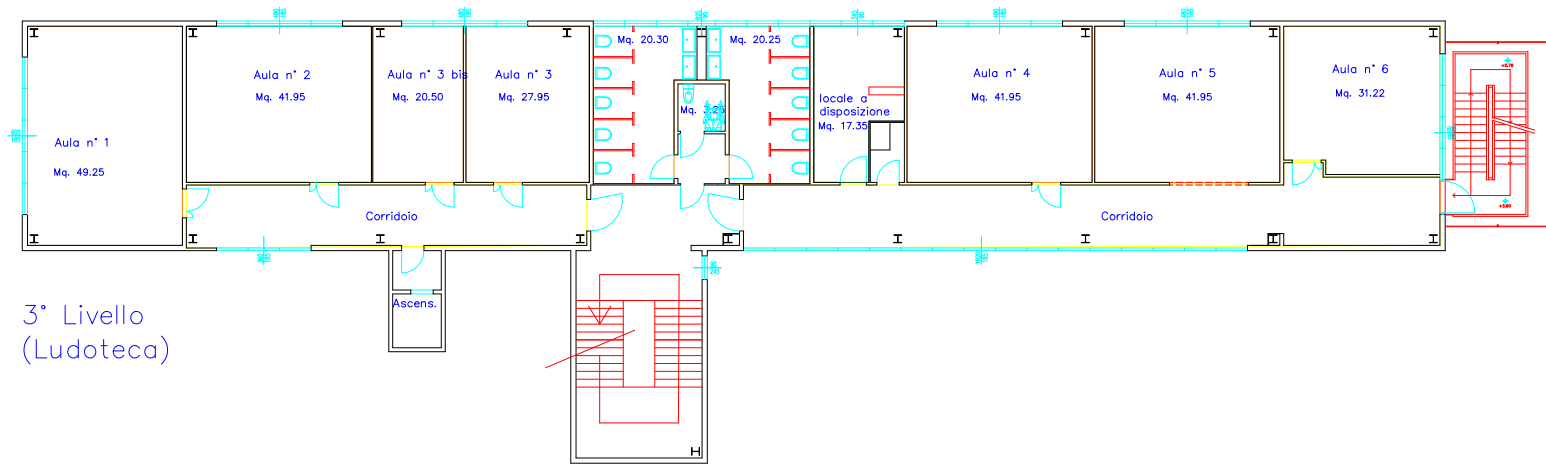 Aula n° 1
Mq. 49.25
Aula n° 2
Mq. 41.95
Aula n° 3 bis
Mq. 20.50
Aula n° 3
Mq. 27.95
Mq. 20.30
Mq. 20.25
locale a
disposizione
Mq. 17.35
Aula n° 4
Mq. 41.95
Aula n° 5
Mq. 41.95
Aula n° 6
Mq. 31.22
Corridoio
Corridoio
Ascens.
3° Livello
(Ludoteca)